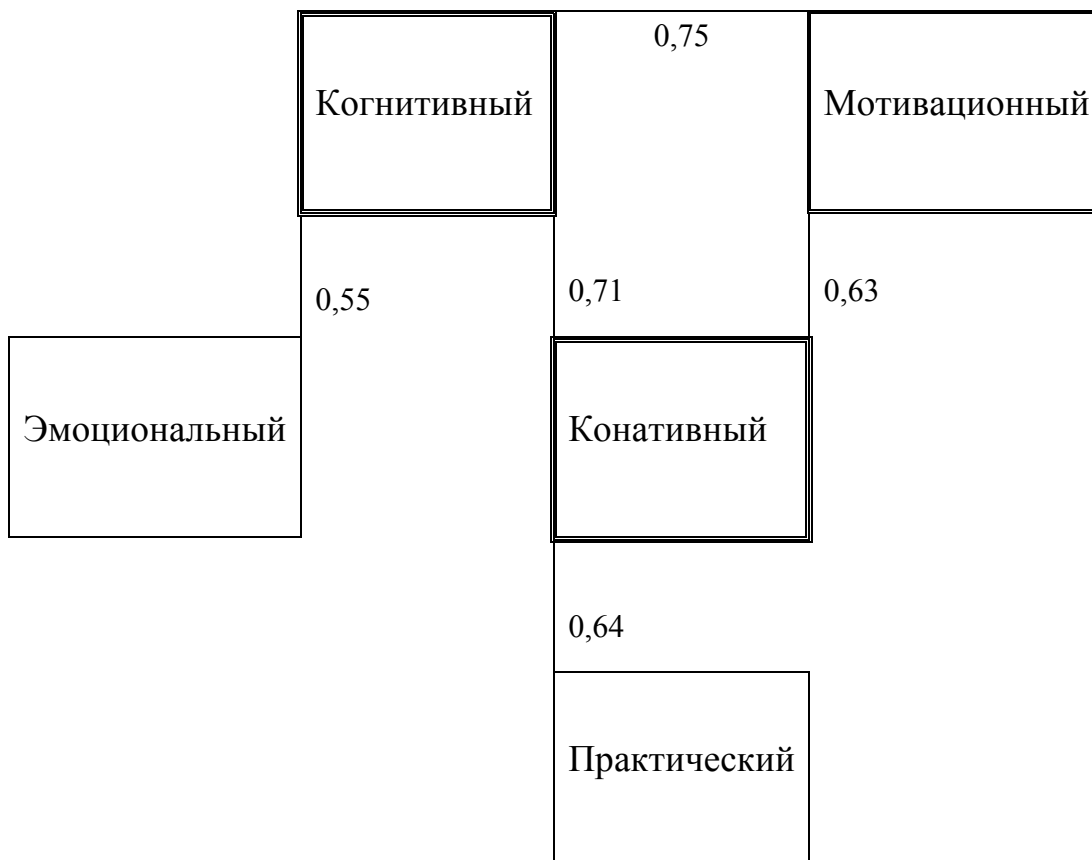 0,75
Когнитивный
Мотивационный
0,55
0,71
0,63
Эмоциональный
Конативный
0,64
Практический